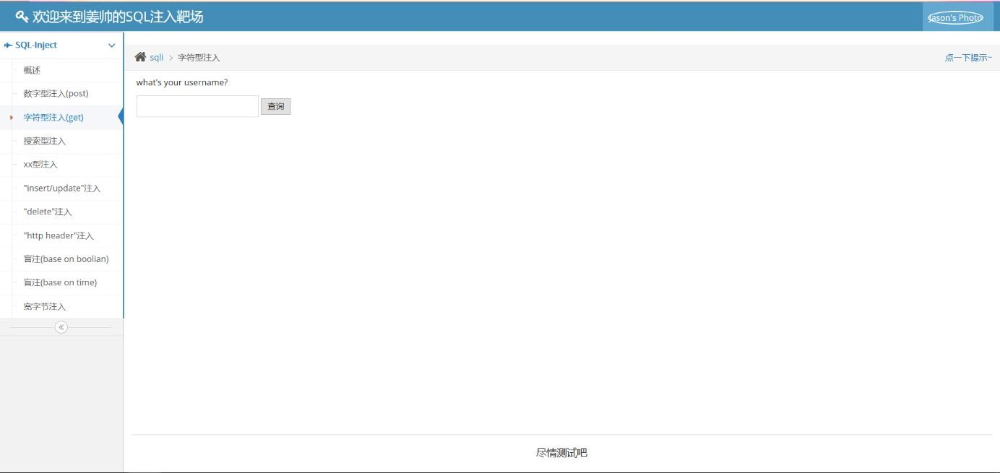 欢迎来到姜帅的SQL注入靶场
Jason's Photo
SQL-Inject
概述
数字型注入(post)
字符型注入(get)
搜索型注入
xx型注入
"insert/update"注入
"delete"注入
"http header"注入
盲注(base on boolian)
盲注(base on time)
宽字节注入
sqli
字符型注入
点一下提示~
what's your username?
查询
尽情测试吧